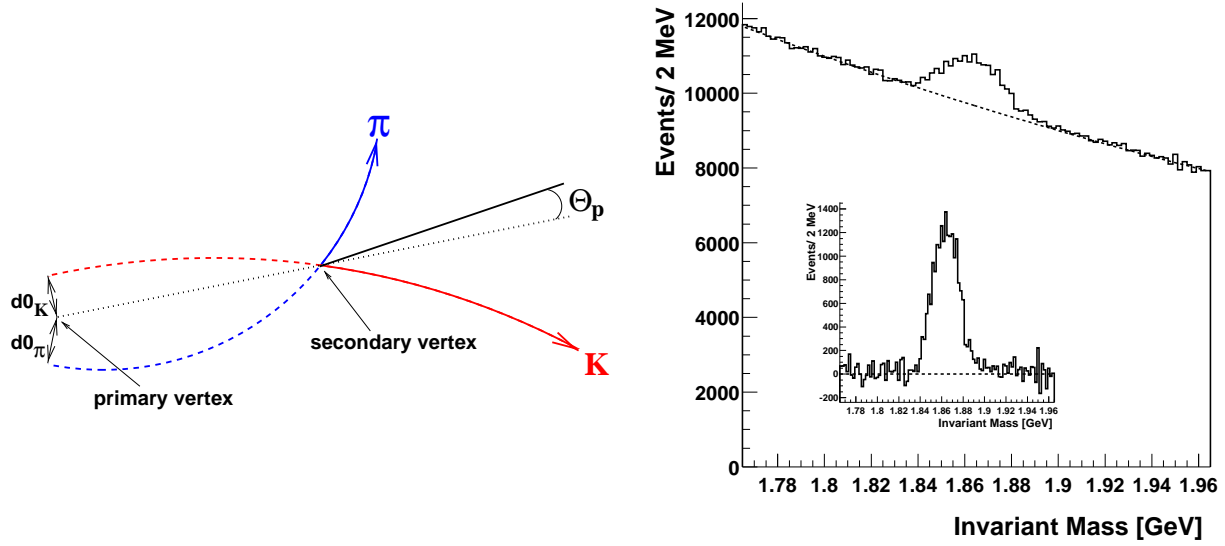 π
Θp
d0K
d0π
secondary vertex
K
primary vertex
Events/ 2 MeV
12000
10000
8000
6000
4000
2000
0
1.78 1.8 1.82 1.84 1.86 1.88 1.9 1.92 1.94 1.96
Invariant Mass [GeV]
Events/ 2 MeV
1400
1200
1000
800
600
400
200
0
-200
1.78 1.8 1.82 1.84 1.86 1.88 1.9 1.92 1.94 1.96
Invariant Mass [GeV]